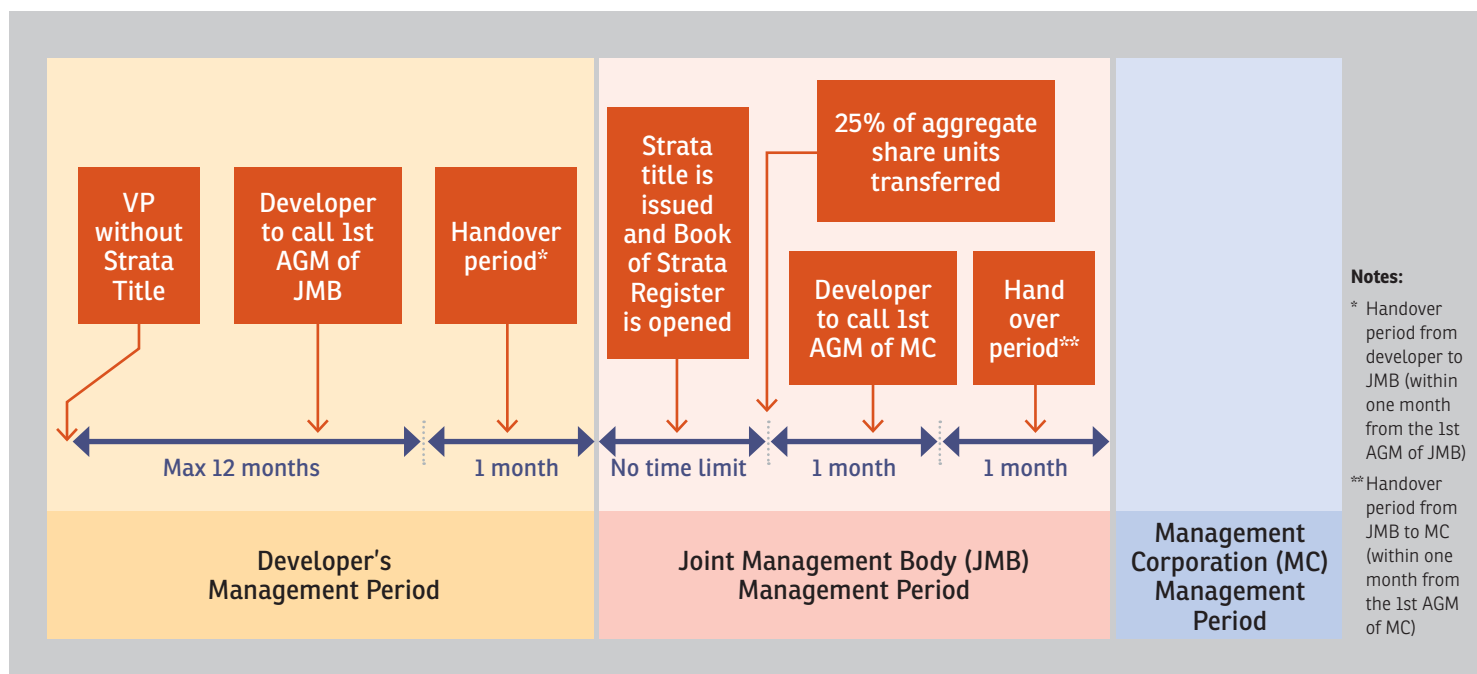 VP
without
Strata
Title
Developer
to call 1st
AGM of
JMB
Handover
period*
Strata
title is
issued
and Book
of Strata
Register
is opened
25% of aggregate
share units
transferred
Developer
to call 1st
AGM of MC
Hand
over
period**
Max 12 months
1 month
No time limit
1 month
1 month
Developer's
Management Period
Joint Management Body (JMB)
Management Period
Management
Corporation (MC)
Management
Period
Notes:
* Handover
period from
developer to
JMB (within
one month
from the 1st
AGM of JMB)
** Handover
period from
JMB to MC
(within one
month from
the 1st AGM
of MC)